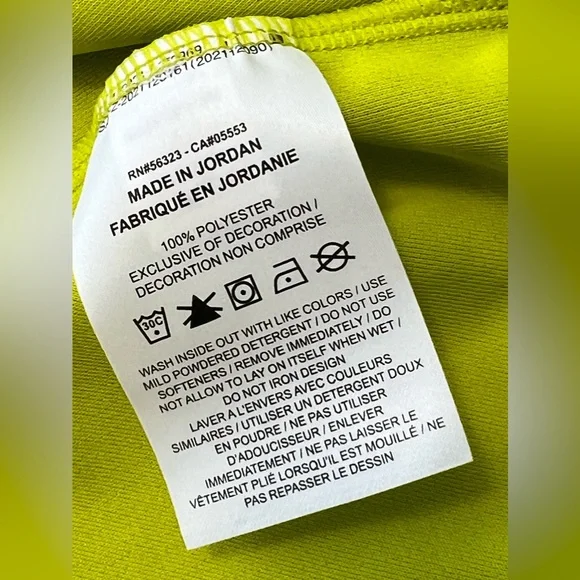 RN#56323 - CA#05553
MADE IN JORDAN
FABRIQUÉ EN JORDANIE
100% POLYESTER
EXCLUSIVE OF DECORATION /
DECORATION NON COMPRISE
30C
WASH INSIDE OUT WITH LIKE COLORS / USE
MILD POWDERED DETERGENT / DO NOT USE
SOFTENERS / REMOVE IMMEDIATELY / DO
NOT ALLOW TO LAY ON ITSELF WHEN WET /
DO NOT IRON DESIGN
LAVER A L'ENVERS AVEC COULEURS
SIMILAIRES / UTILISER UN DETERGENT DOUX
EN POUDRE / NE PAS UTILISER
D'ADOUCISSEUR / ENLEVER
IMMEDIATEMENT / NE PAS LAISSER LE
VÊTEMENT PLIÉ LORSQU'IL EST MOUILLÉ / NE
PAS REPASSER LE DESSIN